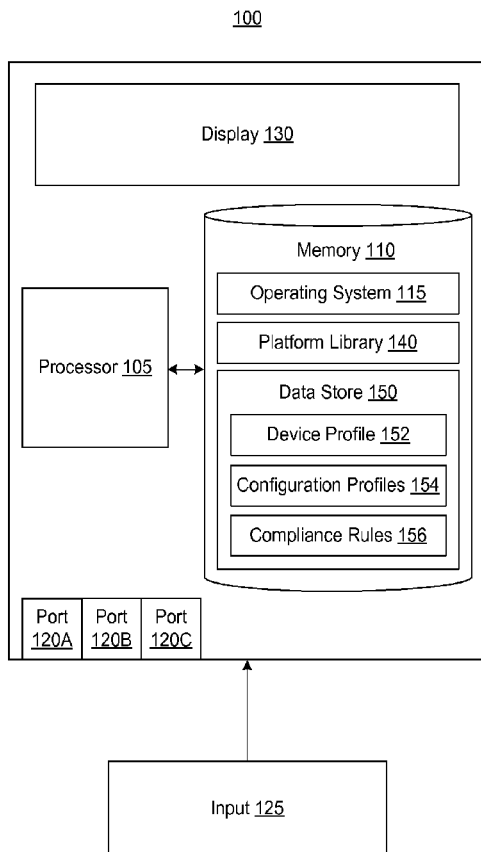 100
Display 130
Memory 110
Operating System 115
Platform Library 140
Processor 105
Data Store 150
Device Profile 152
Configuration Profiles 154
Compliance Rules 156
Port 120A
Port 120B
Port 120C
Input 125